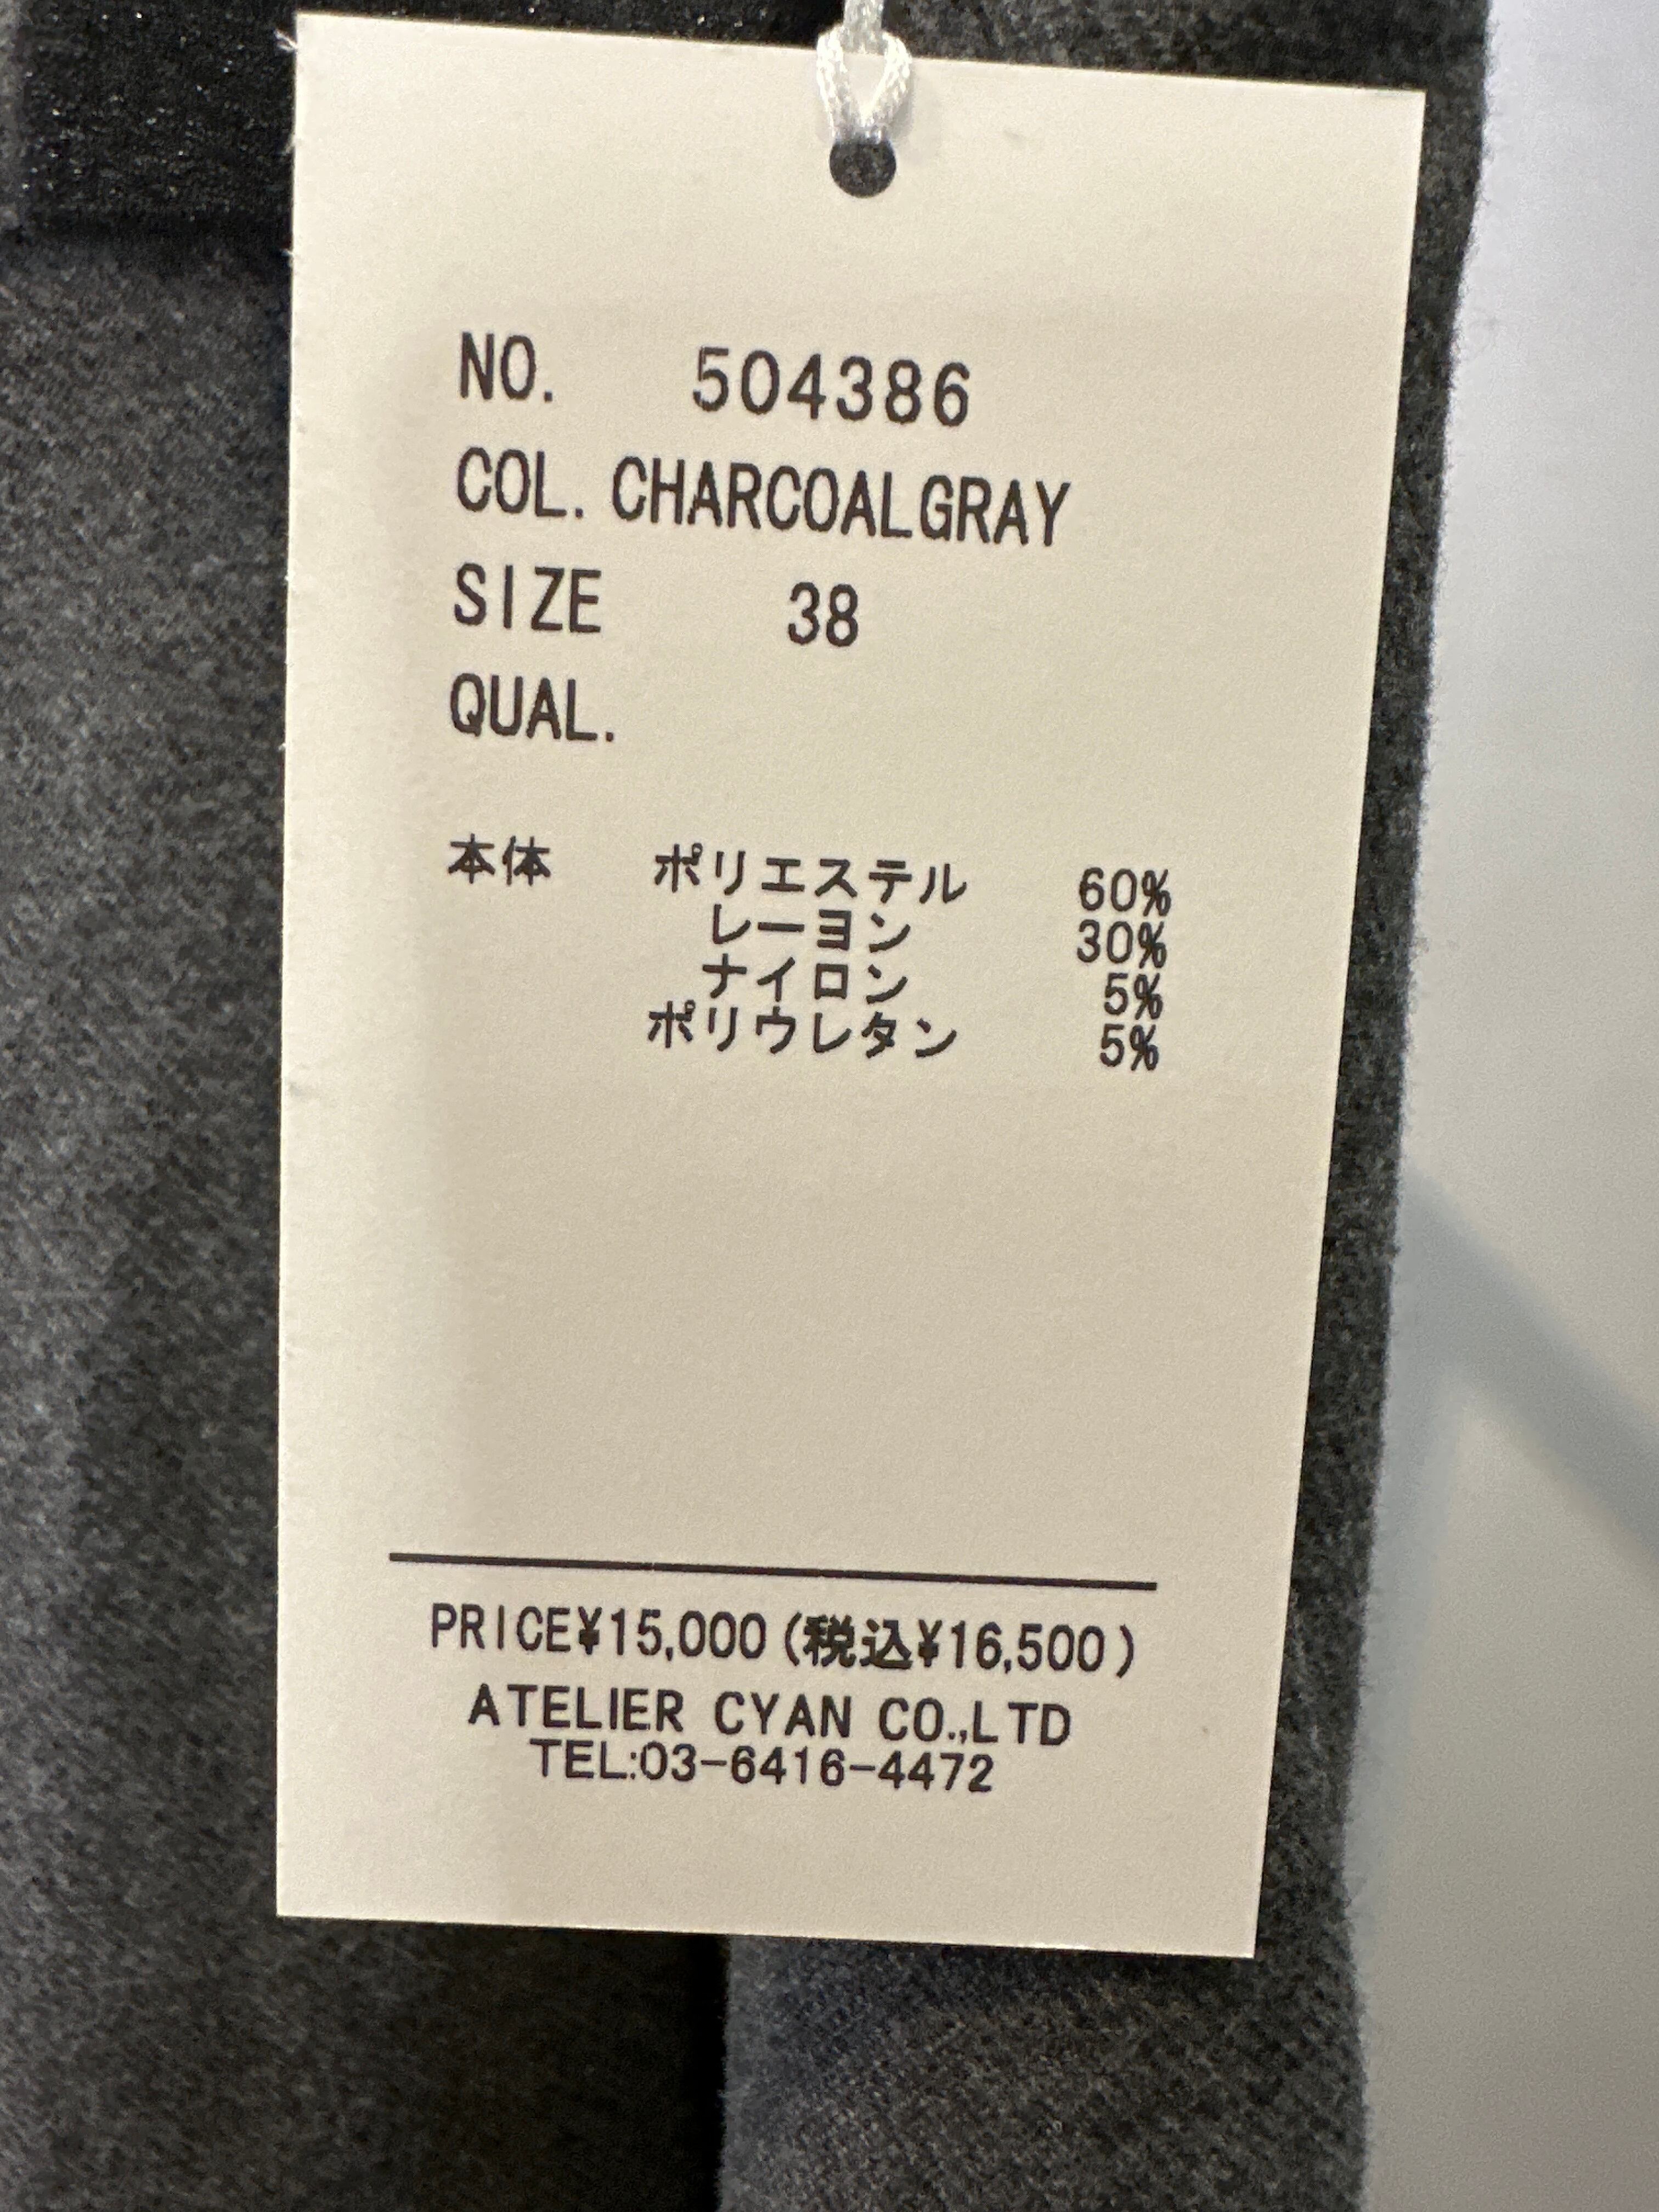 NO. 504386
COL. CHARCOALGRAY
SIZE 38
QUAL.
本体 ポリエステル 60%
レーヨン 30%
ナイロン 5%
ポリウレタン 5%
PRICE¥15,000(税込¥16,500)
ATELIER CYAN CO.,LTD
TEL:03-6416-4472